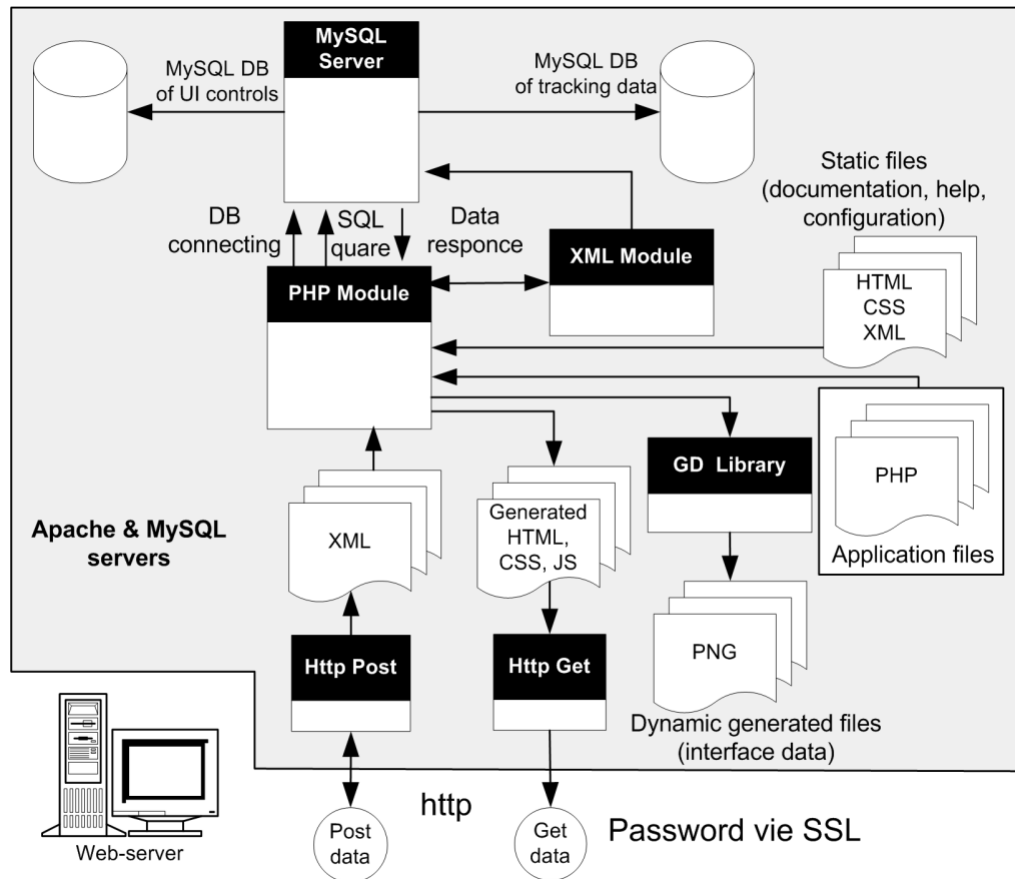 MySQL
Server
MySQL DB
of UI controls
MySQL DB
of tracking data
Static files
(documentation, help,
configuration)
DB
connecting
SQL
quare
Data
responce
XML Module
PHP Module
HTML
CSS
XML
GD  Library
PHP
Application files
Apache & MySQL
servers
XML
Generated
HTML,
CSS, JS
Http Post
Http Get
PNG
Dynamic generated files
(interface data)
Web-server
http
Post
data
Get
data
Password vie SSL